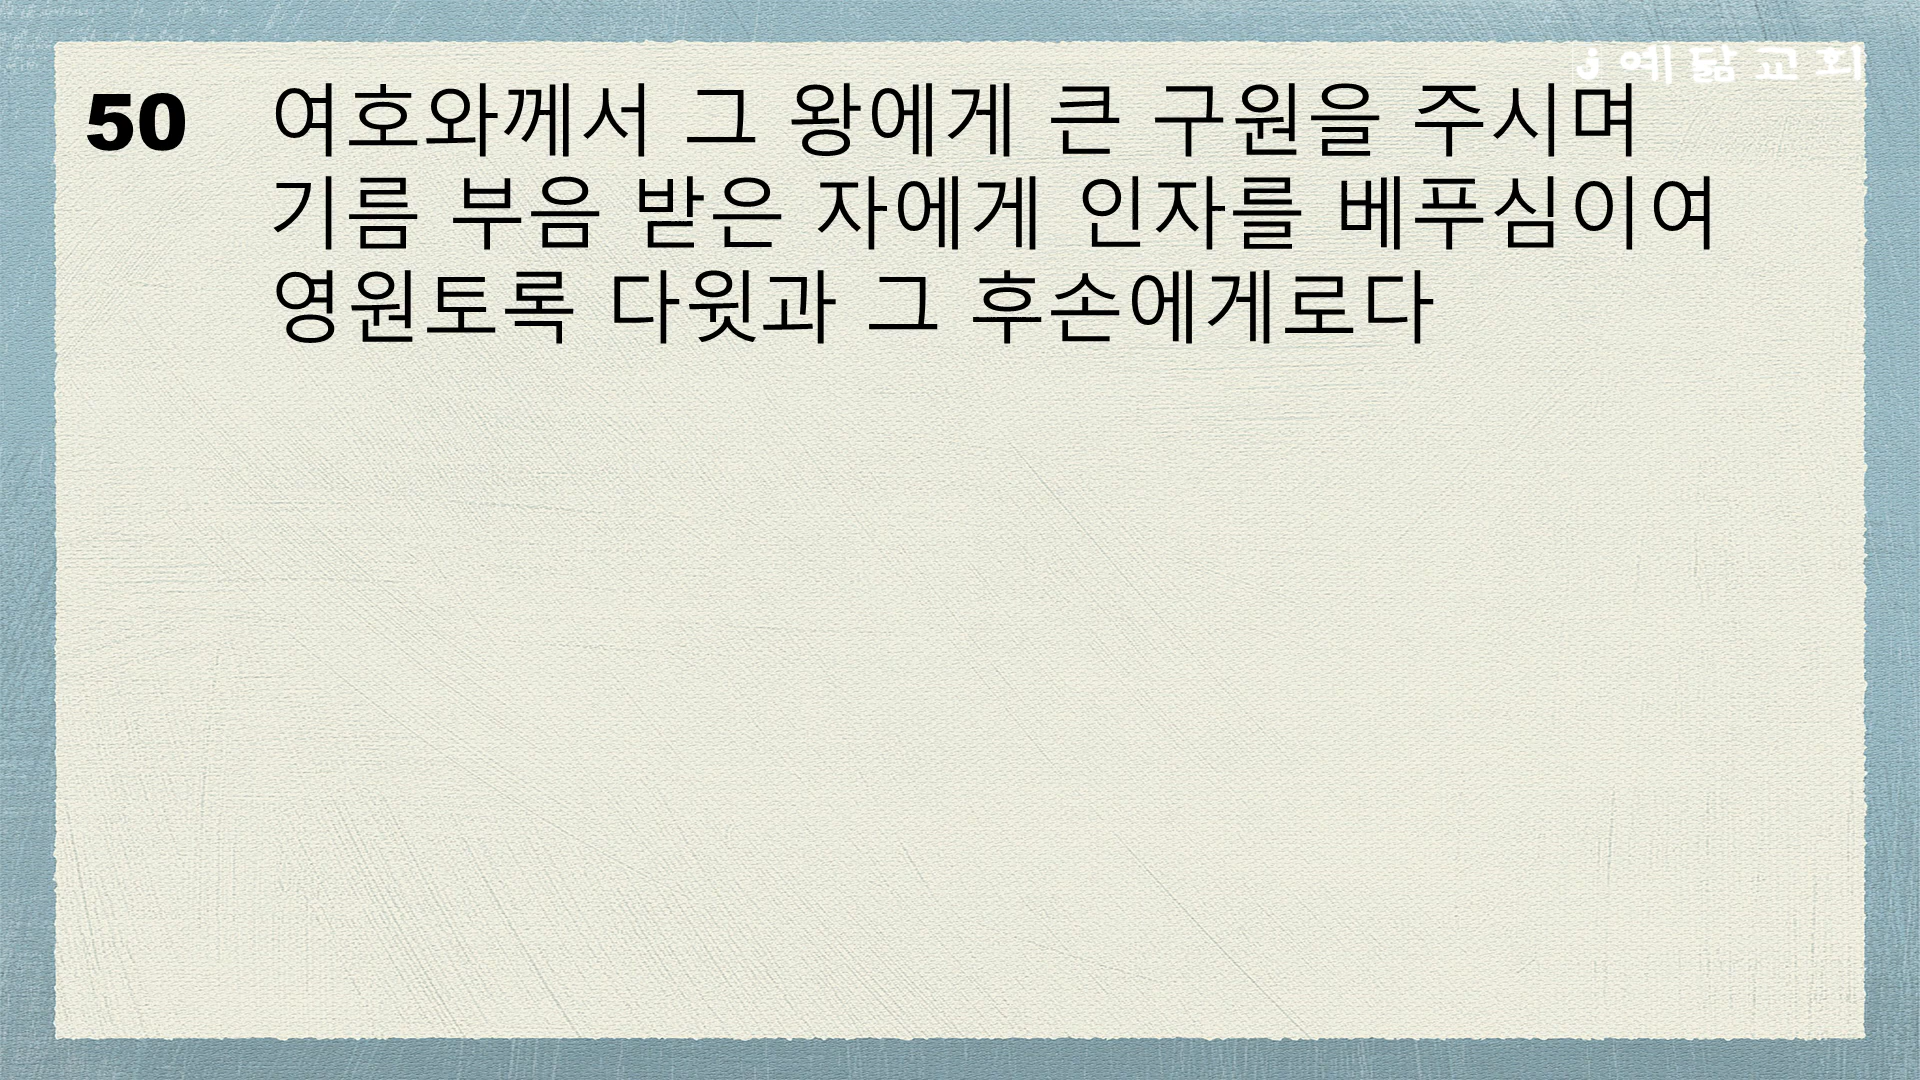 j 예닮교회
50 여호와께서 그 왕에게 큰 구원을 주시며
기름 부음 받은 자에게 인자를 베푸심이여
영원토록 다윗과 그 후손에게로다